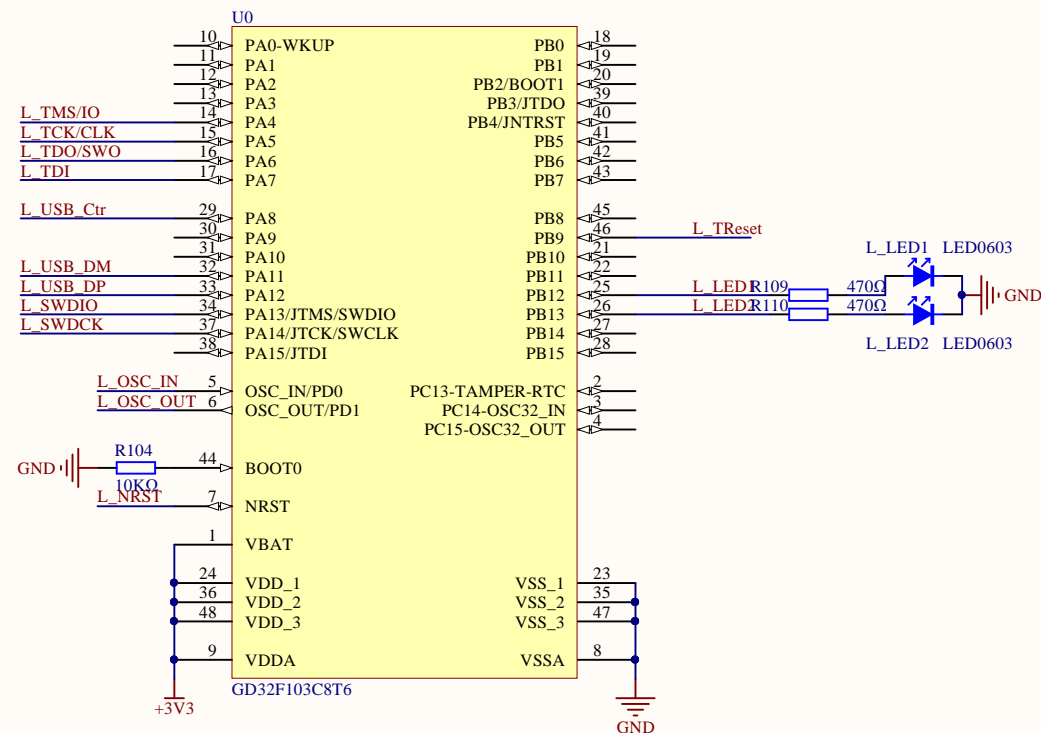 U0
10 PA0-WKUP PB0 18
11 PA1 PB1 19
12 PA2 PB2/BOOT1 20
13 PA3 PB3/JTDO 39
L_TMS/IO 14 PA4 PB4/JNTRST 40
L_TCK/CLK 15 PA5 PB5 41
L_TDO/SWO 16 PA6 PB6 42
L_TDI 17 PA7 PB7 43
L_USB_Ctr 29 PA8 PB8 45
30 PA9 PB9 46 L_TReset
31 PA10 PB10 21 L_LED1 LED0603
L_USB_DM 32 PA11 PB11 22
L_USB_DP 33 PA12 PB12 25 L_LED1 R109 470Ω GND
L_SWDIO 34 PA13/JTMS/SWDIO PB13 26 L_LED2 R110 470Ω
L_SWDCK 37 PA14/JTCK/SWCLK PB14 27
38 PA15/JTDI PB15 28 L_LED2 LED0603
L_OSC_IN 5 OSC_IN/PD0 PC13-TAMPER-RTC 2
L_OSC_OUT 6 OSC_OUT/PD1 PC14-OSC32_IN 3
PC15-OSC32_OUT 4
R104
GND 44 BOOT0
10KΩ
L_NRST 7 NRST
1 VBAT
24 VDD_1 VSS_1 23
36 VDD_2 VSS_2 35
48 VDD_3 VSS_3 47
9 VDDA VSSA 8
GD32F103C8T6
+3V3
GND